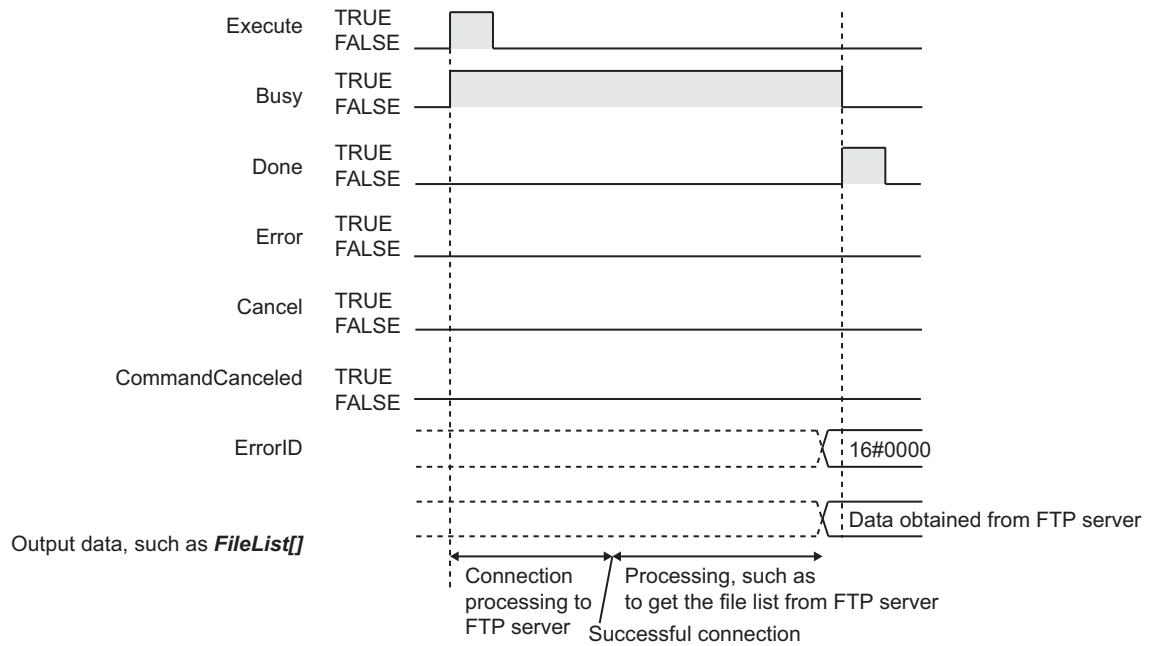 Execute TRUE
FALSE
Busy TRUE
FALSE
Done TRUE
FALSE
Error TRUE
FALSE
Cancel TRUE
FALSE
CommandCanceled TRUE
FALSE
ErrorID 16#0000
Output data, such as FileList[] Data obtained from FTP server
Connection
processing to
FTP server
Processing, such as
to get the file list from FTP server
Successful connection